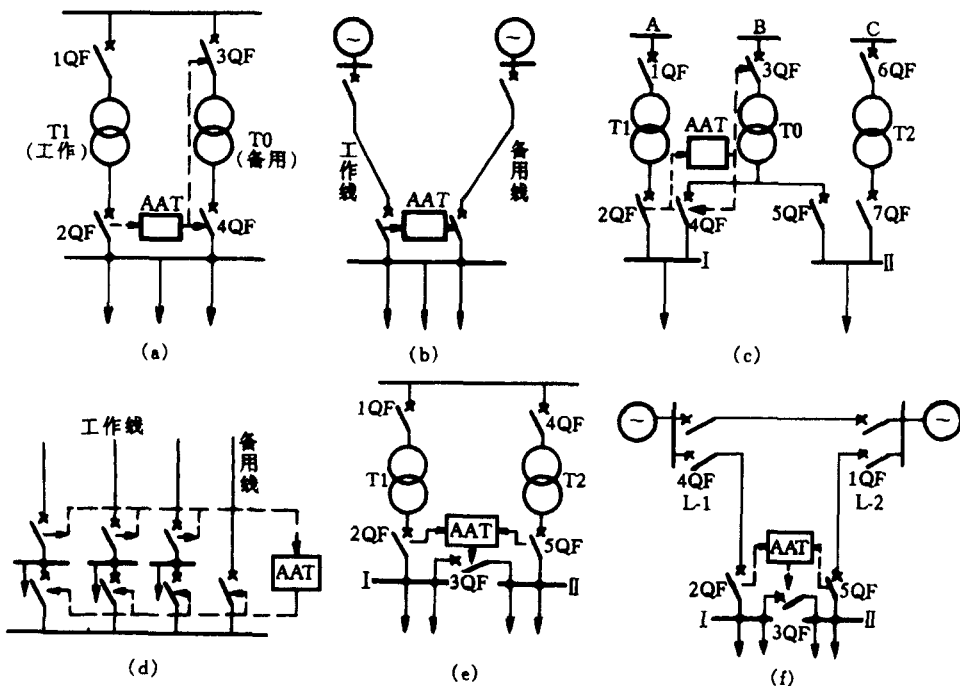 1QF
3QF
T1
(工作)
T0
(备用)
AAT
2QF
4QF
(a)
~
~
工作线
备用线
AAT
(b)
A
B
C
1QF
3QF
6QF
T1
AAT
T0
T2
2QF
4QF
5QF
7QF
I
II
(c)
工作线
备用线
AAT
(d)
1QF
4QF
T1
T2
2QF
AAT
5QF
I
3QF
II
(e)
~
~
4QF
L-1
1QF
L-2
AAT
2QF
5QF
I
3QF
II
(f)